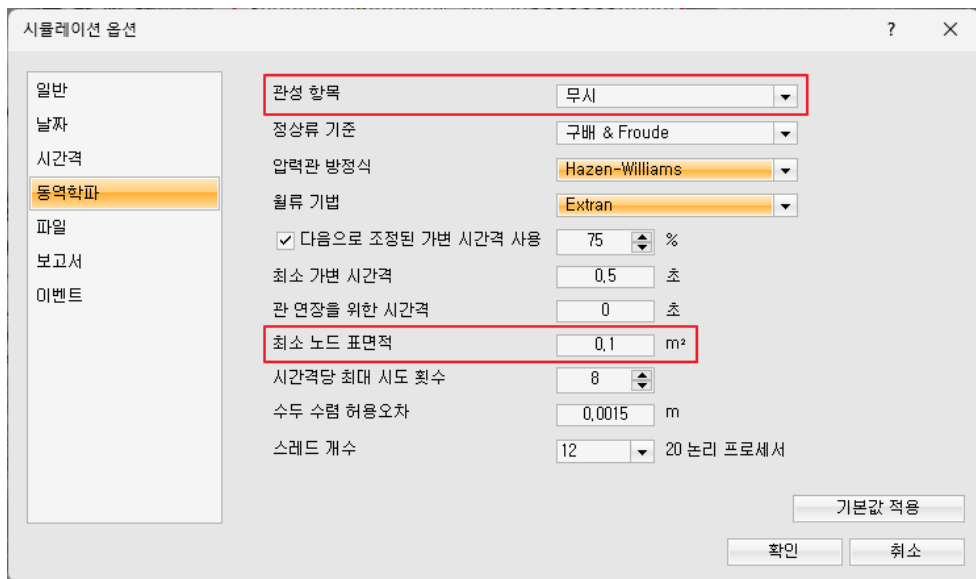 시뮬레이션 옵션 ?
일반
날짜
시간격
동역학파
파일
보고서
이벤트
관성 항목 무시
정상류 기준 구배 & Froude
압력관 방정식 Hazen-Williams
월류 기법 Extran
다음으로 조정된 가변 시간격 사용 75 %
최소 가변 시간격 0,5 초
관 연장을 위한 시간격 0 초
최소 노드 표면적 0,1 m²
시간격당 최대 시도 횟수 8
수두 수렴 허용오차 0,0015 m
스레드 개수 12 20 논리 프로세서
기본값 적용
확인 취소